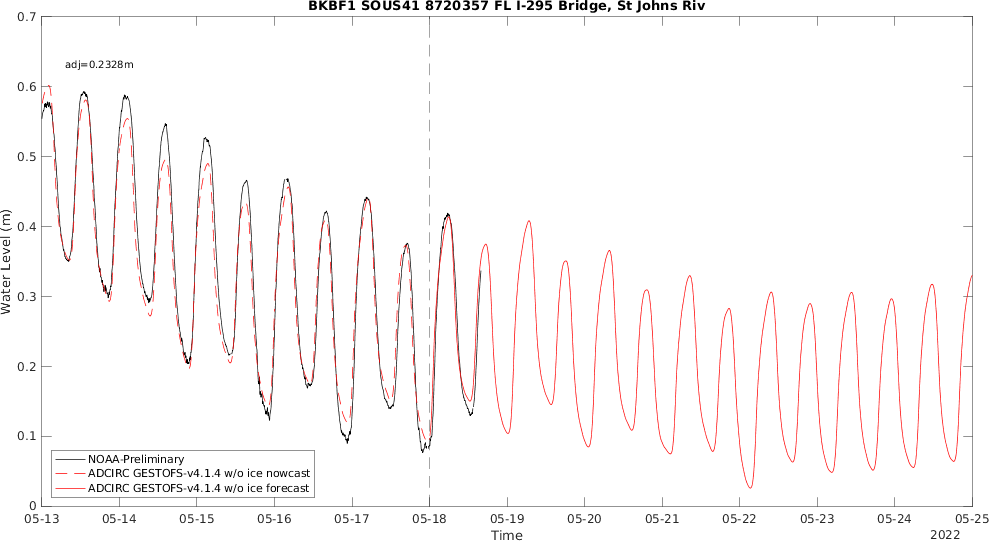 BKBF1 SOUS41 8720357 FL I-295 Bridge, St Johns Riv
0.7
adj=0.2328m
0.6
0.5
0.4
Water Level (m)
0.3
0.2
0.1
0
NOAA-Preliminary
ADCIRC GESTOFS-v4.1.4 w/o ice nowcast
ADCIRC GESTOFS-v4.1.4 w/o ice forecast
05-13 05-14 05-15 05-16 05-17 05-18 05-19 05-20 05-21 05-22 05-23 05-24 05-25
Time
2022